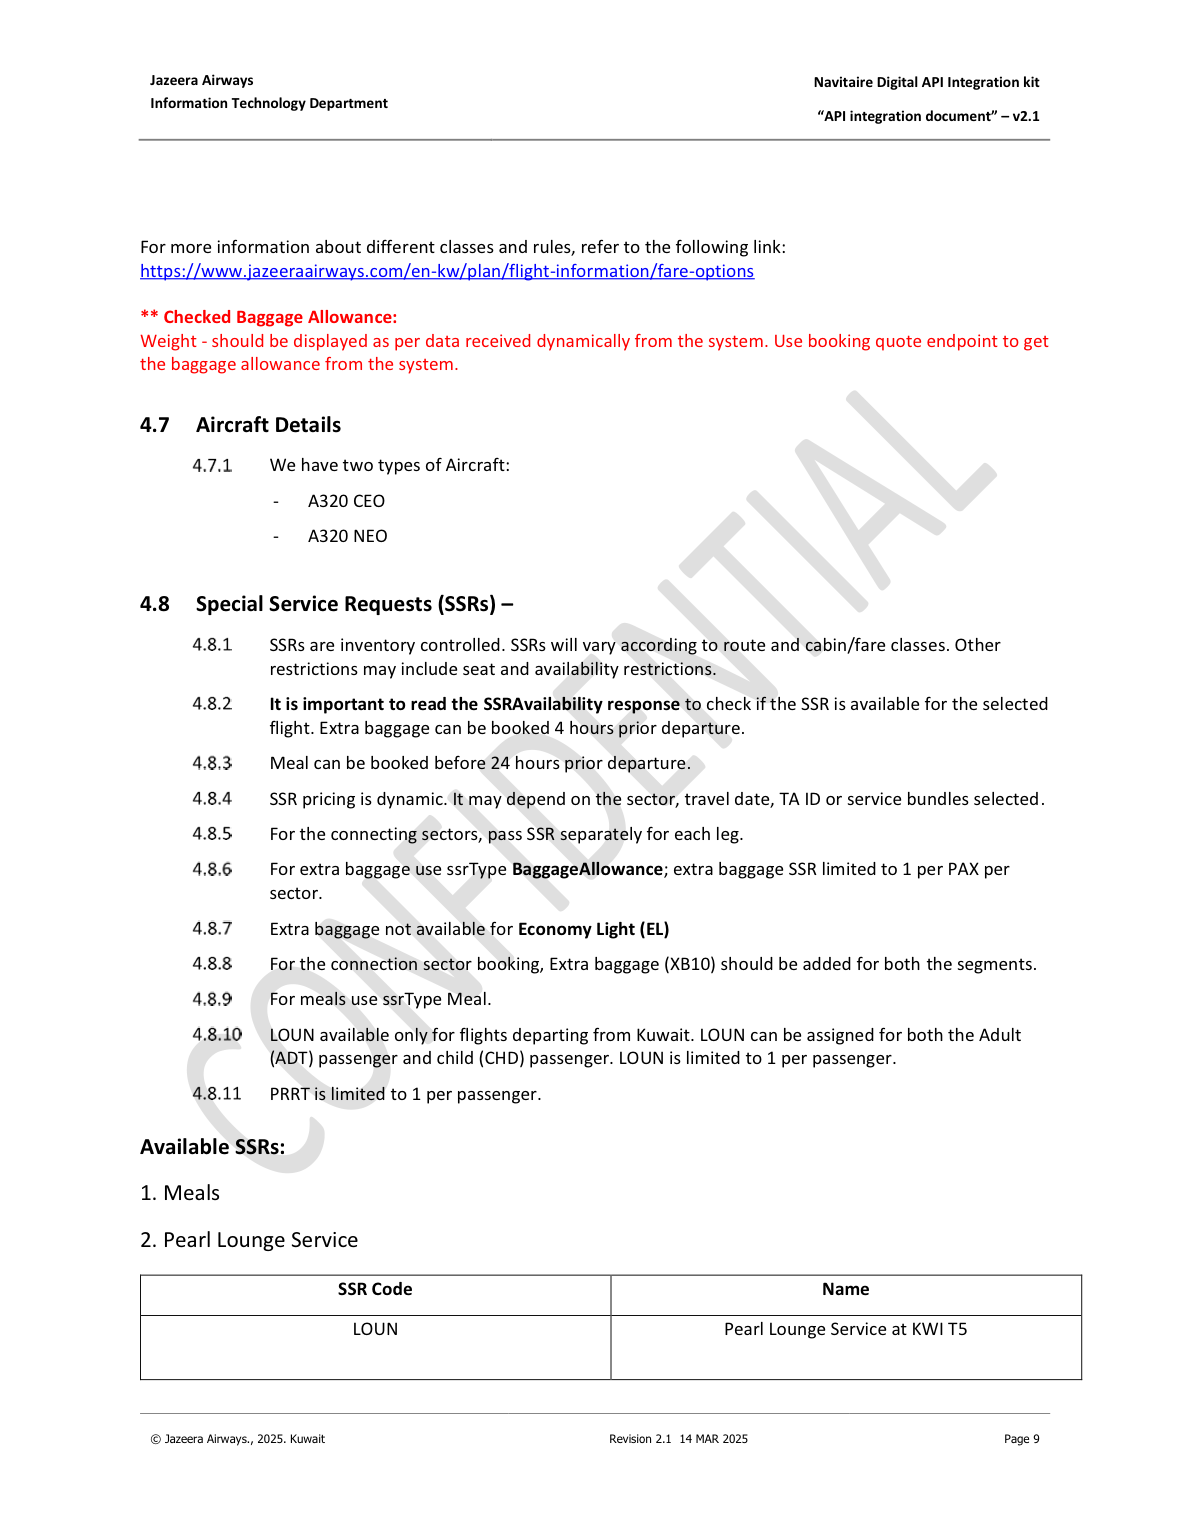 Jazeera Airways
Information Technology Department
Navitaire Digital API Integration kit
“API integration document” – v2.1
For more information about different classes and rules, refer to the following link:
https://www.jazeeraairways.com/en-kw/plan/flight-information/fare-options
** Checked Baggage Allowance:
Weight - should be displayed as per data received dynamically from the system. Use booking quote endpoint to get
the baggage allowance from the system.
4.7 Aircraft Details
4.7.1 We have two types of Aircraft:
- A320 CEO
- A320 NEO
4.8 Special Service Requests (SSRs) –
4.8.1 SSRs are inventory controlled. SSRs will vary according to route and cabin/fare classes. Other
restrictions may include seat and availability restrictions.
4.8.2 It is important to read the SSRAvailability response to check if the SSR is available for the selected
flight. Extra baggage can be booked 4 hours prior departure.
4.8.3 Meal can be booked before 24 hours prior departure.
4.8.4 SSR pricing is dynamic. It may depend on the sector, travel date, TA ID or service bundles selected.
4.8.5 For the connecting sectors, pass SSR separately for each leg.
4.8.6 For extra baggage use ssrType BaggageAllowance; extra baggage SSR limited to 1 per PAX per
sector.
4.8.7 Extra baggage not available for Economy Light (EL)
4.8.8 For the connection sector booking, Extra baggage (XB10) should be added for both the segments.
4.8.9 For meals use ssrType Meal.
4.8.10 LOUN available only for flights departing from Kuwait. LOUN can be assigned for both the Adult
(ADT) passenger and child (CHD) passenger. LOUN is limited to 1 per passenger.
4.8.11 PRRT is limited to 1 per passenger.
Available SSRs:
1. Meals
2. Pearl Lounge Service
SSR Code Name
LOUN Pearl Lounge Service at KWI T5
© Jazeera Airways., 2025. Kuwait Revision 2.1 14 MAR 2025 Page 9
CONFIDENTIAL